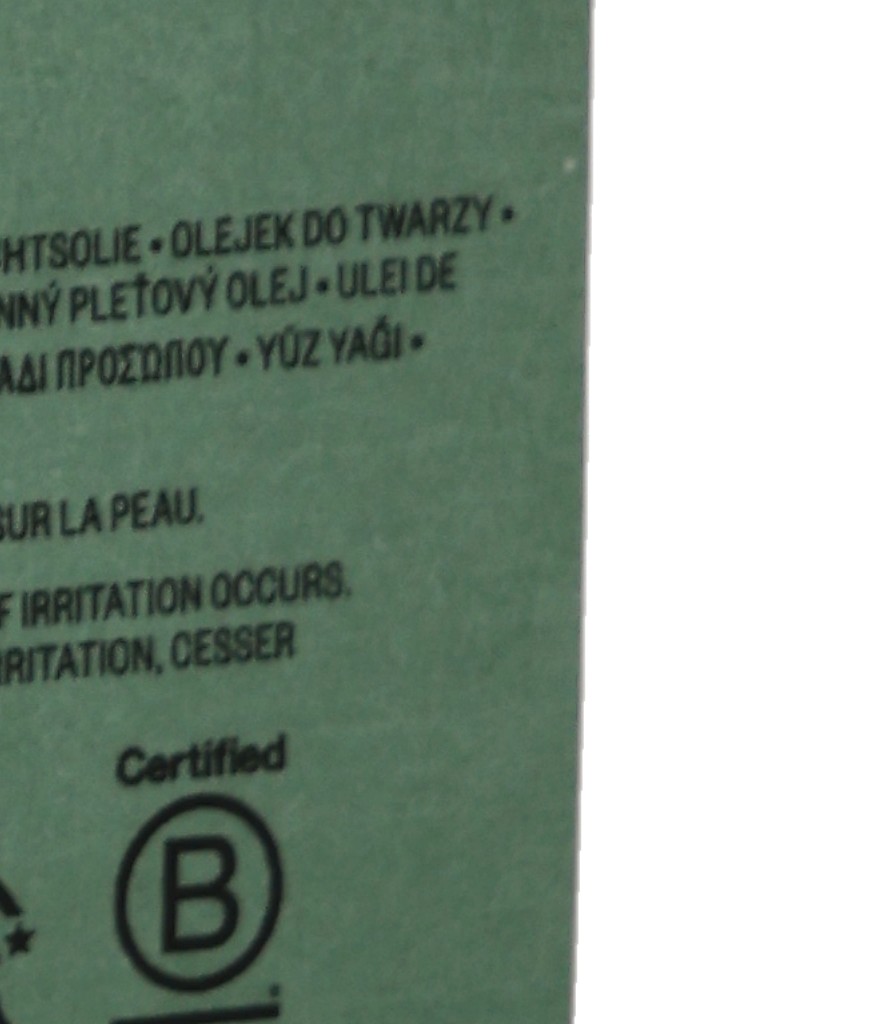 HTSOLIE • OLEJEK DO TWARZY •
NNÝ PLEŤOVÝ OLEJ • ULEI DE
ΑΔΙ ΠΡΟΣΩΠΟΥ • YÜZ YAĞI •
SUR LA PEAU.
F IRRITATION OCCURS.
RRITATION, CESSER
Certified
B